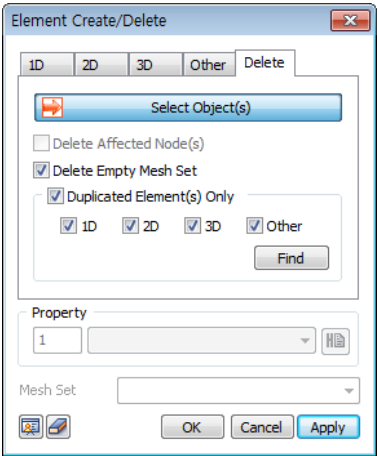 Element Create/Delete
1D 2D 3D Other Delete
Select Object(s)
Delete Affected Node(s)
Delete Empty Mesh Set
Duplicated Element(s) Only
1D 2D 3D Other
Find
Property
1
Mesh Set
OK Cancel Apply